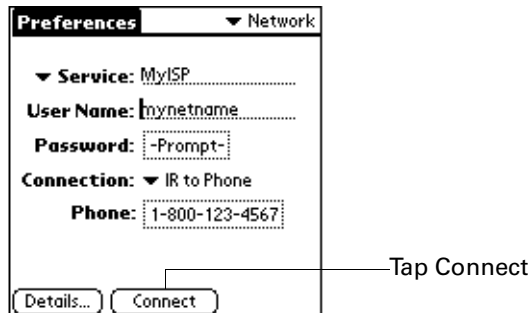 Preferences ▼ Network
▼ Service: MyISP
User Name: mynetname
Password: -Prompt-
Connection: ▼ IR to Phone
Phone: 1-800-123-4567
Tap Connect
Details... Connect